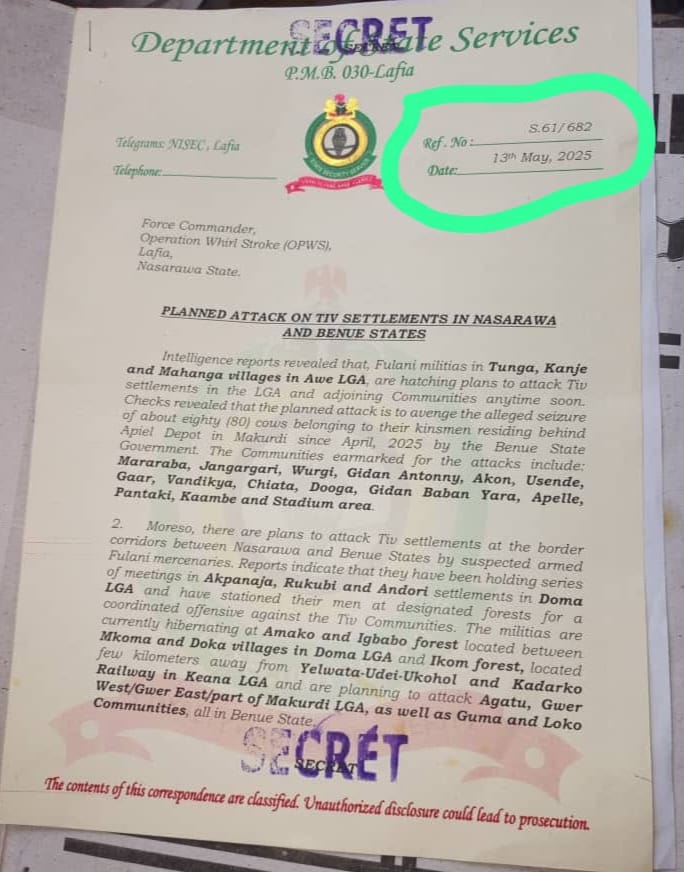 SECRET
SECRET
Department of State Services
P.M.B. 030-Lafia
Telegrams: NISEC, Lafia
Telephone:
STATE SECURITY SERVICE
Ref. No: S.61/682
Date: 13th May, 2025
Force Commander,
Operation Whirl Stroke (OPWS),
Lafia,
Nasarawa State.
PLANNED ATTACK ON TIV SETTLEMENTS IN NASARAWA
AND BENUE STATES
Intelligence reports revealed that, Fulani militias in Tunga, Kanje
and Mahanga villages in Awe LGA, are hatching plans to attack Tiv
settlements in the LGA and adjoining Communities anytime soon.
Checks revealed that the planned attack is to avenge the alleged seizure
of about eighty (80) cows belonging to their kinsmen residing behind
Apiel Depot in Makurdi since April, 2025 by the Benue State
Government. The Communities earmarked for the attacks include:
Mararaba, Jangargari, Wurgi, Gidan Antonny, Akon, Usende,
Gaar, Vandikya, Chiata, Dooga, Gidan Baban Yara, Apelle,
Pantaki, Kaambe and Stadium area.
2. Moreso, there are plans to attack Tiv settlements at the border
corridors between Nasarawa and Benue States by suspected armed
Fulani mercenaries. Reports indicate that they have been holding series
of meetings in Akpanaja, Rukubi and Andori settlements in Doma
LGA and have stationed their men at designated forests for a
coordinated offensive against the Tiv Communities. The militias are
currently hibernating at Amako and Igbabo forest located between
Mkoma and Doka villages in Doma LGA and Ikom forest, located
few kilometers away from Yelwata-Udei-Ukohol and Kadarko
Railway in Keana LGA and are planning to attack Agatu, Gwer
West/Gwer East/part of Makurdi LGA, as well as Guma and Loko
Communities, all in Benue State.
SECRET
SECRET
The contents of this correspondence are classified. Unauthorized disclosure could lead to prosecution.